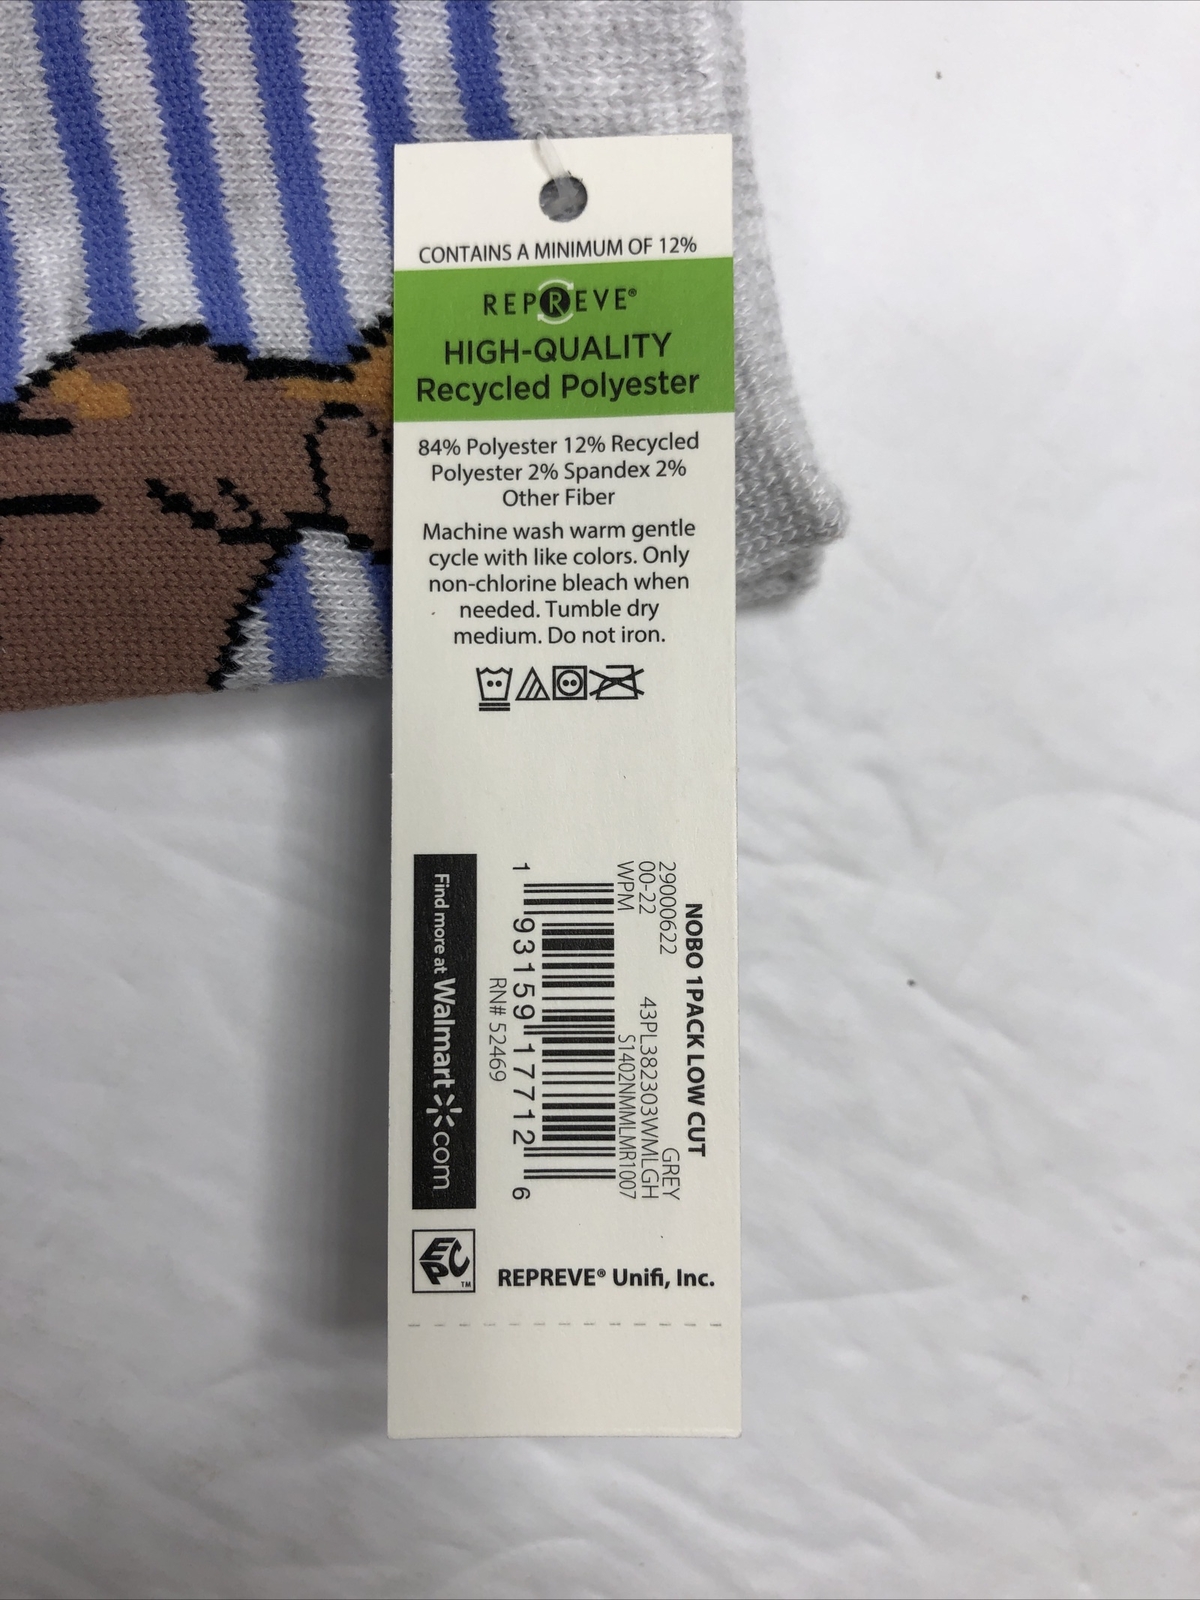 CONTAINS A MINIMUM OF 12%
REPREVE®
HIGH-QUALITY
Recycled Polyester
84% Polyester 12% Recycled
Polyester 2% Spandex 2%
Other Fiber
Machine wash warm gentle
cycle with like colors. Only
non-chlorine bleach when
needed. Tumble dry
medium. Do not iron.
NOBO 1PACK LOW CUT
29000622 GREY
00-22 43PL382303WMLGH
WPM S1402NMMLMR1007
1 93159 17712 6
RN# 52469
Find more at Walmart com
ECP™
REPREVE® Unifi, Inc.